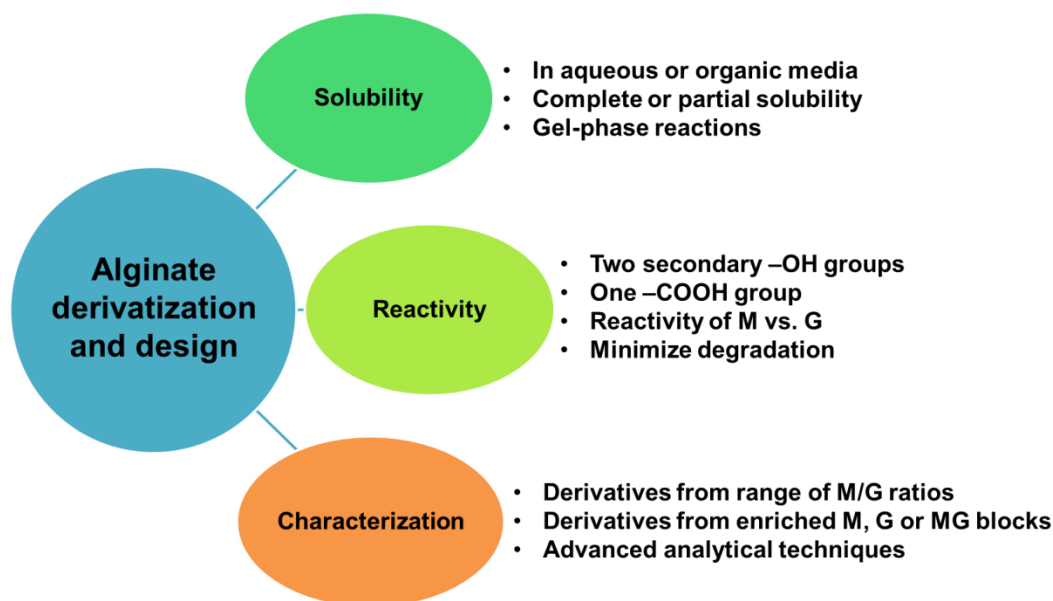 Alginate
derivatization
and design
Solubility
• In aqueous or organic media
• Complete or partial solubility
• Gel-phase reactions
Reactivity
• Two secondary –OH groups
• One –COOH group
• Reactivity of M vs. G
• Minimize degradation
Characterization
• Derivatives from range of M/G ratios
• Derivatives from enriched M, G or MG blocks
• Advanced analytical techniques